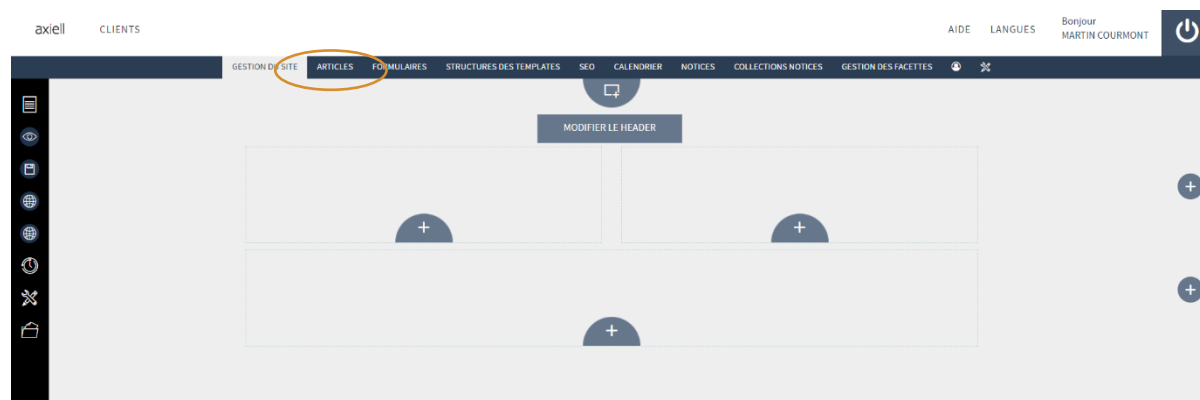 axiell CLIENTS AIDE LANGUES Bonjour
MARTIN COURMONT
GESTION DU SITE ARTICLES FORMULAIRES STRUCTURES DES TEMPLATES SEO CALENDRIER NOTICES COLLECTIONS NOTICES GESTION DES FACETTES
MODIFIER LE HEADER